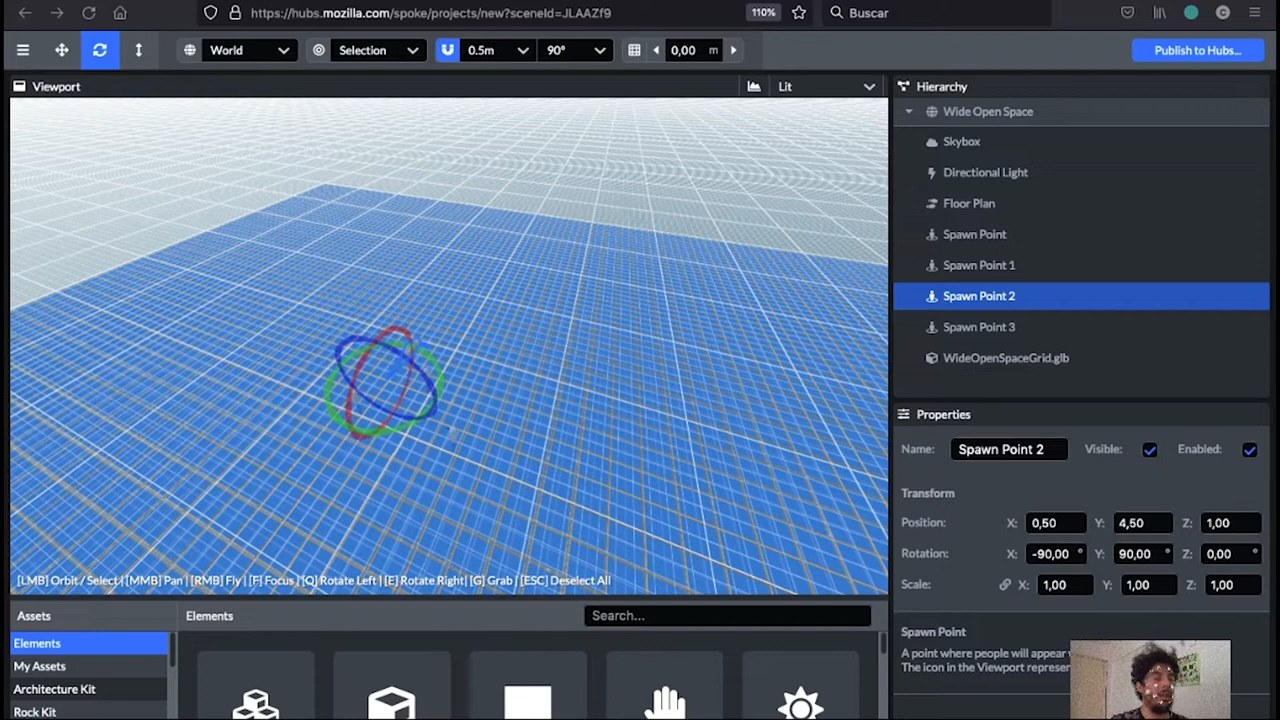 https://hubs.mozilla.com/spoke/projects/new?sceneId=JLAAZf9
110%
Buscar
World
Selection
0.5m
90°
0,00 m
Publish to Hubs...
Viewport
Lit
[LMB] Orbit / Select | [MMB] Pan | [RMB] Fly | [F] Focus | [Q] Rotate Left | [E] Rotate Right | [G] Grab | [ESC] Deselect All
Hierarchy
Wide Open Space
Skybox
Directional Light
Floor Plan
Spawn Point
Spawn Point 1
Spawn Point 2
Spawn Point 3
WideOpenSpaceGrid.glb
Properties
Name: Spawn Point 2 Visible: Enabled:
Transform
Position: X: 0,50 Y: 4,50 Z: 1,00
Rotation: X: -90,00 ° Y: 90,00 ° Z: 0,00 °
Scale: X: 1,00 Y: 1,00 Z: 1,00
Spawn Point
A point where people will appear
The icon in the Viewport
Assets
Elements
My Assets
Architecture Kit
Rock Kit
Elements
Search...